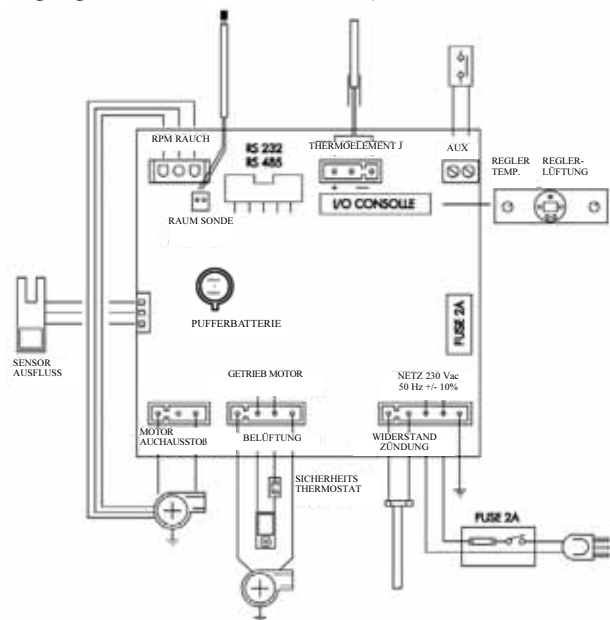 RPM RAUCH
RS 232
RS 485
THERMOELEMENT J
AUX
REGLER
TEMP.
REGLER-
LÜFTUNG
+ —
I/O CONSOLLE
RAUM SONDE
PUFFERBATTERIE
FUSE 2A
SENSOR
AUSFLUSS
GETRIEB MOTOR
NETZ 230 Vac
50 Hz +/- 10%
MOTOR
AUCHAUSSTOß
BELÜFTUNG
WIDERSTAND
ZÜNDUNG
SICHERHEITS
THERMOSTAT
FUSE 2A